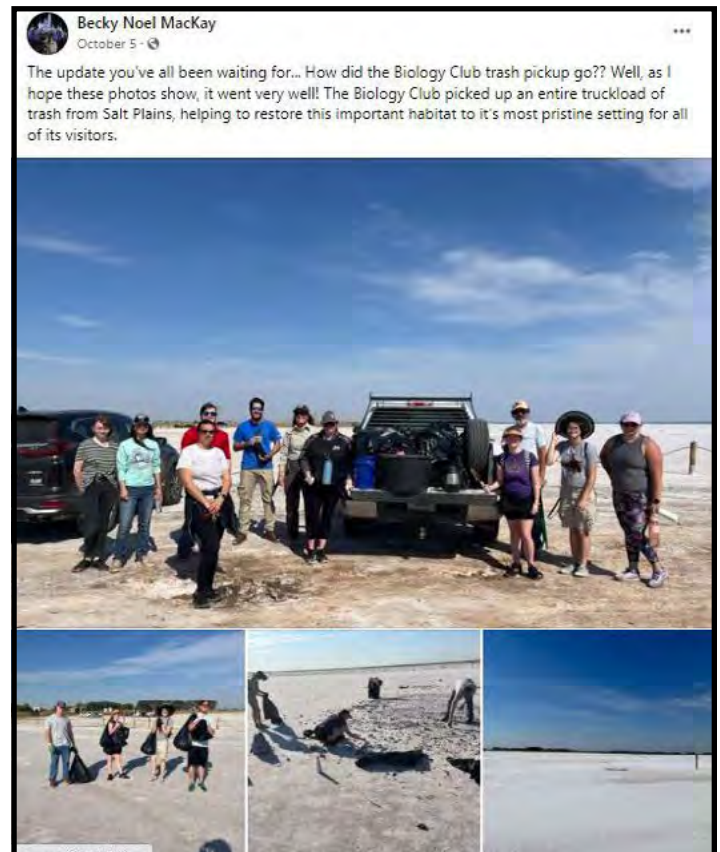 Becky Noel MacKay
October 5 ·
The update you've all been waiting for... How did the Biology Club trash pickup go?? Well, as I
hope these photos show, it went very well! The Biology Club picked up an entire truckload of
trash from Salt Plains, helping to restore this important habitat to it's most pristine setting for all
of its visitors.